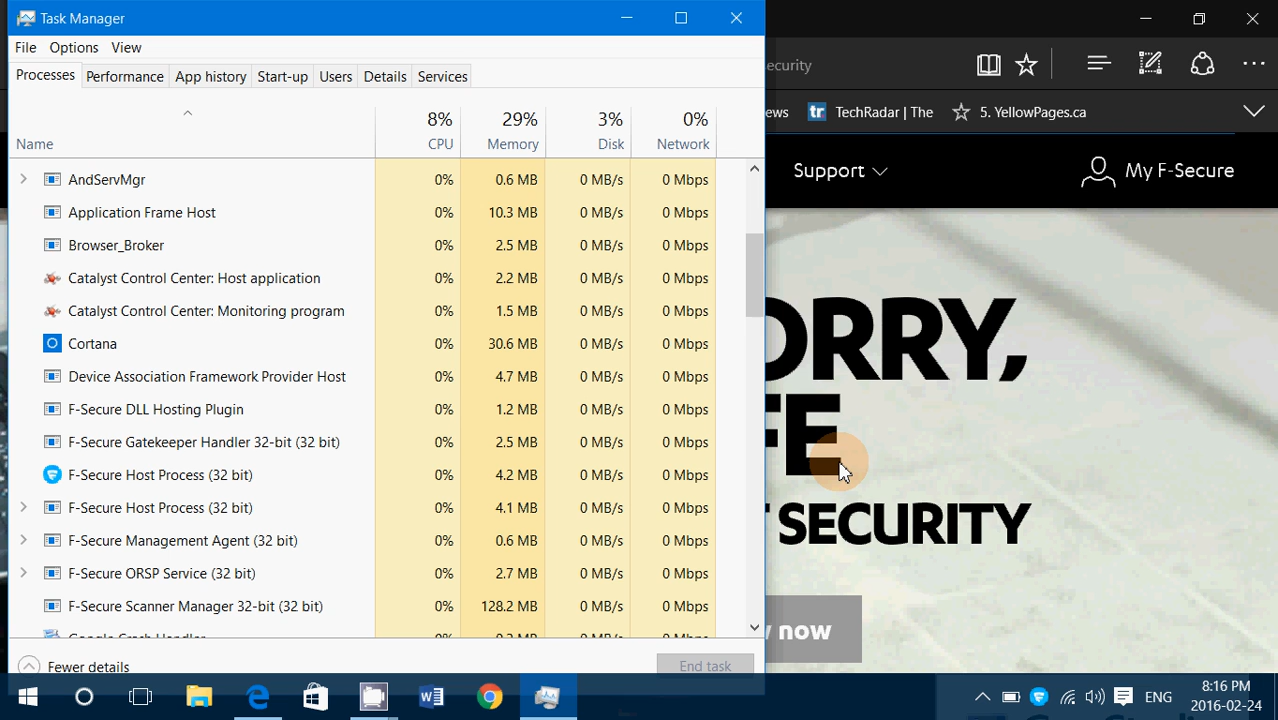 Task Manager
File Options View
Processes Performance App history Start-up Users Details Services
8% 29% 3% 0%
Name CPU Memory Disk Network
AndServMgr 0% 0.6 MB 0 MB/s 0 Mbps
Application Frame Host 0% 10.3 MB 0 MB/s 0 Mbps
Browser_Broker 0% 2.5 MB 0 MB/s 0 Mbps
Catalyst Control Center: Host application 0% 2.2 MB 0 MB/s 0 Mbps
Catalyst Control Center: Monitoring program 0% 1.5 MB 0 MB/s 0 Mbps
Cortana 0% 30.6 MB 0 MB/s 0 Mbps
Device Association Framework Provider Host 0% 4.7 MB 0 MB/s 0 Mbps
F-Secure DLL Hosting Plugin 0% 1.2 MB 0 MB/s 0 Mbps
F-Secure Gatekeeper Handler 32-bit (32 bit) 0% 2.5 MB 0 MB/s 0 Mbps
F-Secure Host Process (32 bit) 0% 4.2 MB 0 MB/s 0 Mbps
F-Secure Host Process (32 bit) 0% 4.1 MB 0 MB/s 0 Mbps
F-Secure Management Agent (32 bit) 0% 0.6 MB 0 MB/s 0 Mbps
F-Secure ORSP Service (32 bit) 0% 2.7 MB 0 MB/s 0 Mbps
F-Secure Scanner Manager 32-bit (32 bit) 0% 128.2 MB 0 MB/s 0 Mbps
Google Crash Handler
Fewer details End task
ecurity
ews tr TechRadar | The 5. YellowPages.ca
Support My F-Secure
ORRY,
FE
SECURITY
now
ENG 8:16 PM
2016-02-24